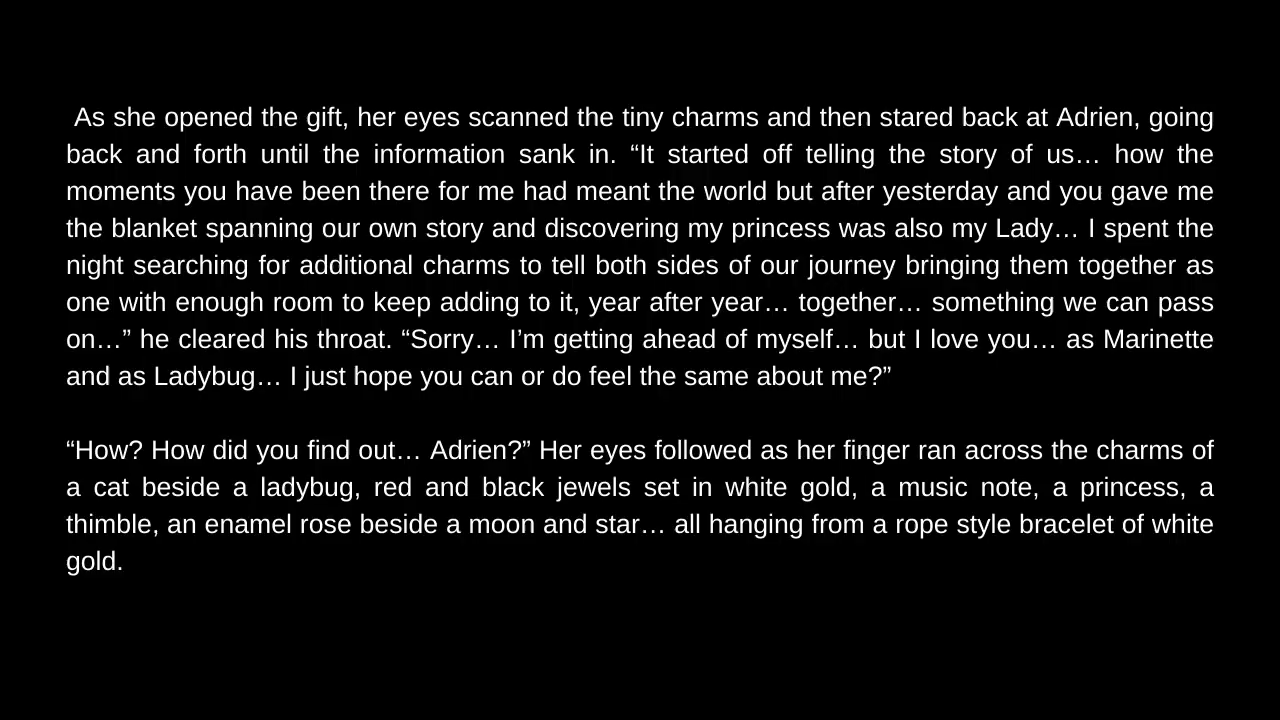 As she opened the gift, her eyes scanned the tiny charms and then stared back at Adrien, going
back and forth until the information sank in. “It started off telling the story of us… how the
moments you have been there for me had meant the world but after yesterday and you gave me
the blanket spanning our own story and discovering my princess was also my Lady… I spent the
night searching for additional charms to tell both sides of our journey bringing them together as
one with enough room to keep adding to it, year after year… together… something we can pass
on…” he cleared his throat. “Sorry… I’m getting ahead of myself… but I love you… as Marinette
and as Ladybug… I just hope you can or do feel the same about me?”
“How? How did you find out… Adrien?” Her eyes followed as her finger ran across the charms of
a cat beside a ladybug, red and black jewels set in white gold, a music note, a princess, a
thimble, an enamel rose beside a moon and star… all hanging from a rope style bracelet of white
gold.